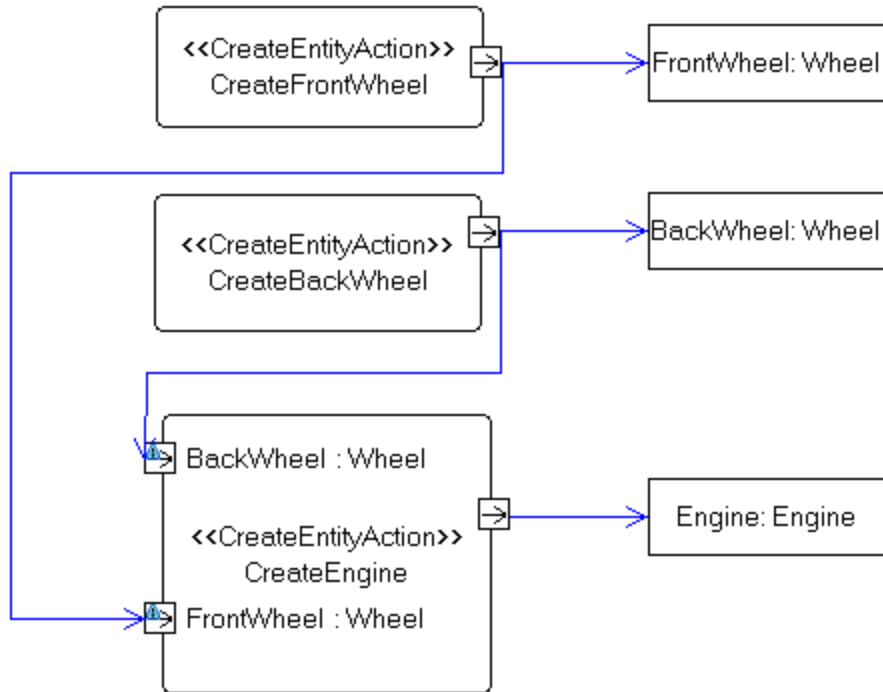 <<CreateEntityAction>>
CreateFrontWheel
FrontWheel: Wheel
<<CreateEntityAction>>
CreateBackWheel
BackWheel: Wheel
BackWheel : Wheel
<<CreateEntityAction>>
CreateEngine
FrontWheel : Wheel
Engine: Engine